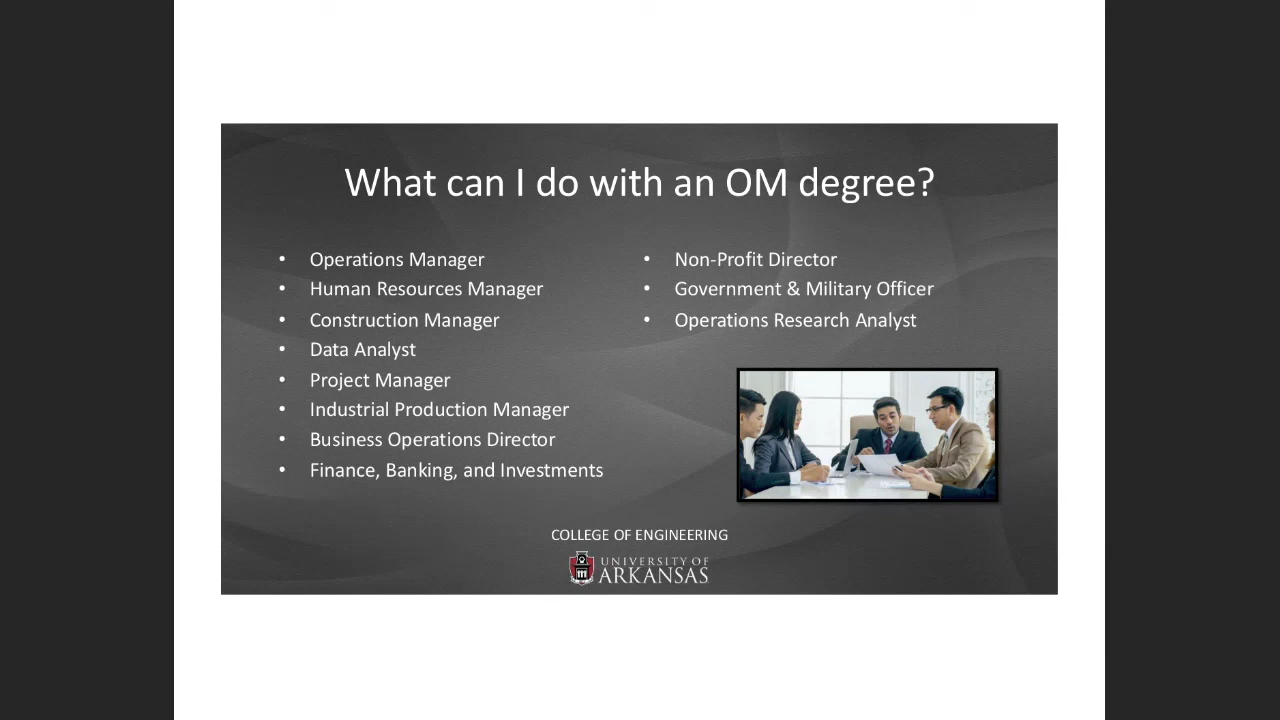 What can I do with an OM degree?
• Operations Manager
• Human Resources Manager
• Construction Manager
• Data Analyst
• Project Manager
• Industrial Production Manager
• Business Operations Director
• Finance, Banking, and Investments
• Non-Profit Director
• Government & Military Officer
• Operations Research Analyst
COLLEGE OF ENGINEERING
UNIVERSITY OF
ARKANSAS